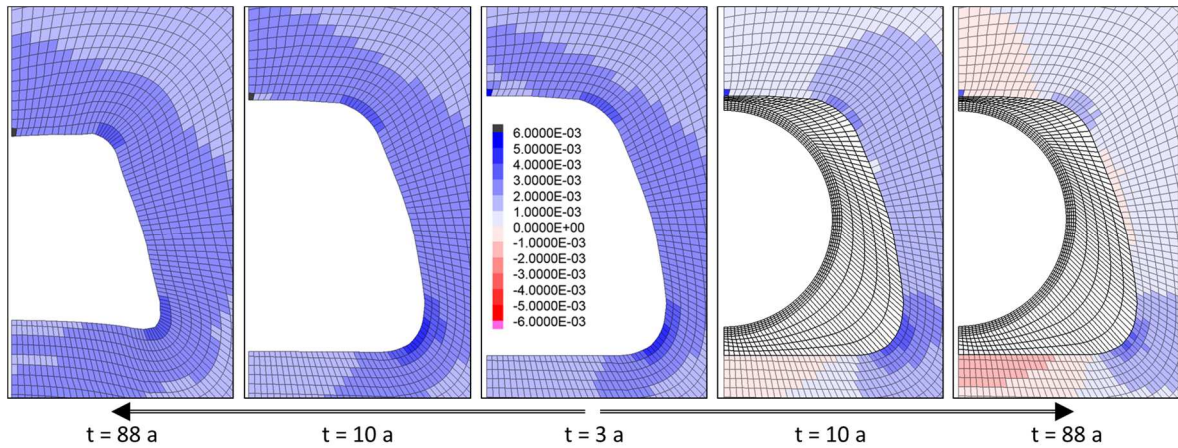 6.0000E-03
5.0000E-03
4.0000E-03
3.0000E-03
2.0000E-03
1.0000E-03
0.0000E+00
-1.0000E-03
-2.0000E-03
-3.0000E-03
-4.0000E-03
-5.0000E-03
-6.0000E-03
t = 88 a
t = 10 a
t = 3 a
t = 10 a
t = 88 a